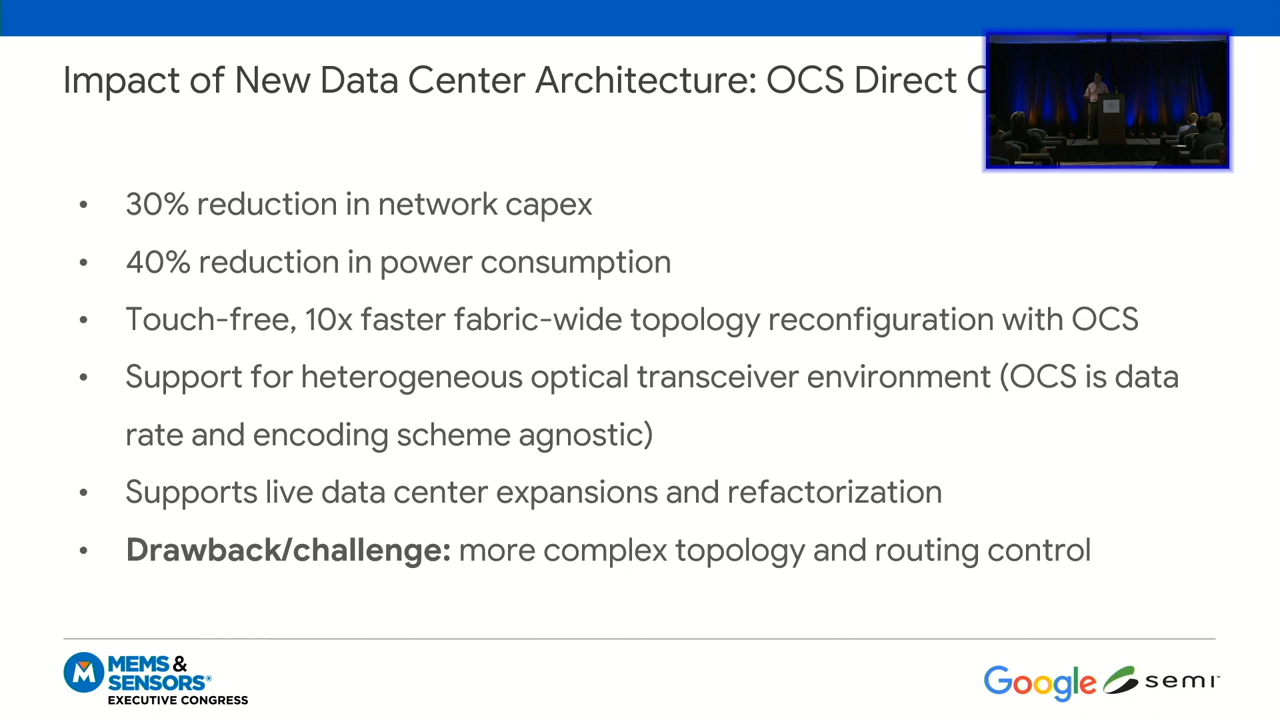 Impact of New Data Center Architecture: OCS Direct
• 30% reduction in network capex
• 40% reduction in power consumption
• Touch-free, 10x faster fabric-wide topology reconfiguration with OCS
• Support for heterogeneous optical transceiver environment (OCS is data
rate and encoding scheme agnostic)
• Supports live data center expansions and refactorization
• Drawback/challenge: more complex topology and routing control
MEMS &
SENSORS®
EXECUTIVE CONGRESS
Google semi™